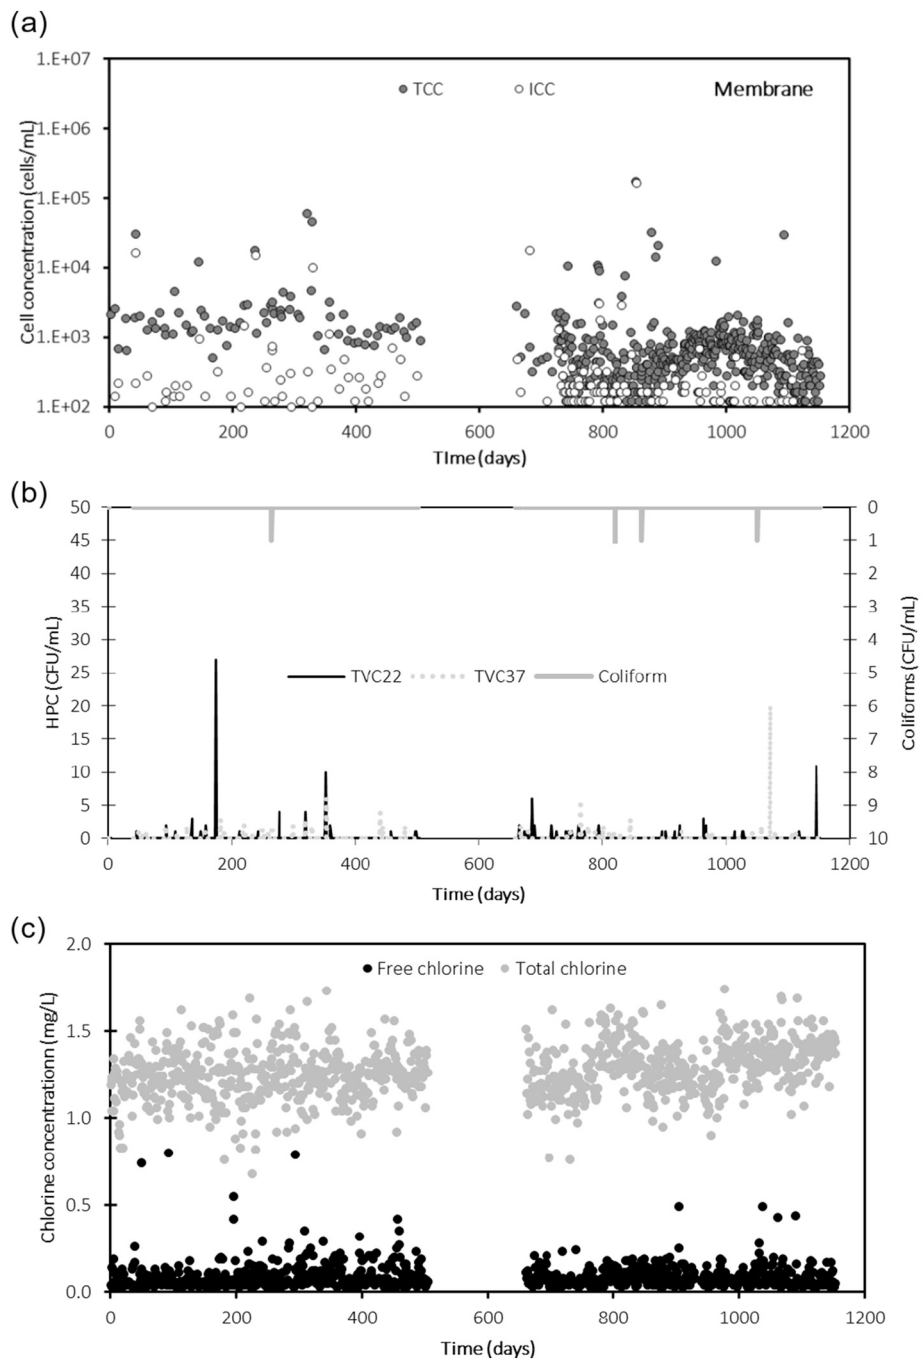 (a)
1.E+07
TCC ICC Membrane
1.E+06
1.E+05
1.E+04
1.E+03
1.E+02
Cell concentration (cells/mL)
0 200 400 600 800 1000 1200
TIme (days)
(b)
50 0
45 1
40 2
35 3
30 4
25 5
20 6
15 7
10 8
5 9
0 10
HPC (CFU/mL)
Coliforms (CFU/mL)
TVC22 TVC37 Coliform
0 200 400 600 800 1000 1200
Time (days)
(c)
2.0
Free chlorine Total chlorine
1.5
1.0
0.5
0.0
Chlorine concentrationn (mg/L)
0 200 400 600 800 1000 1200
Time (days)